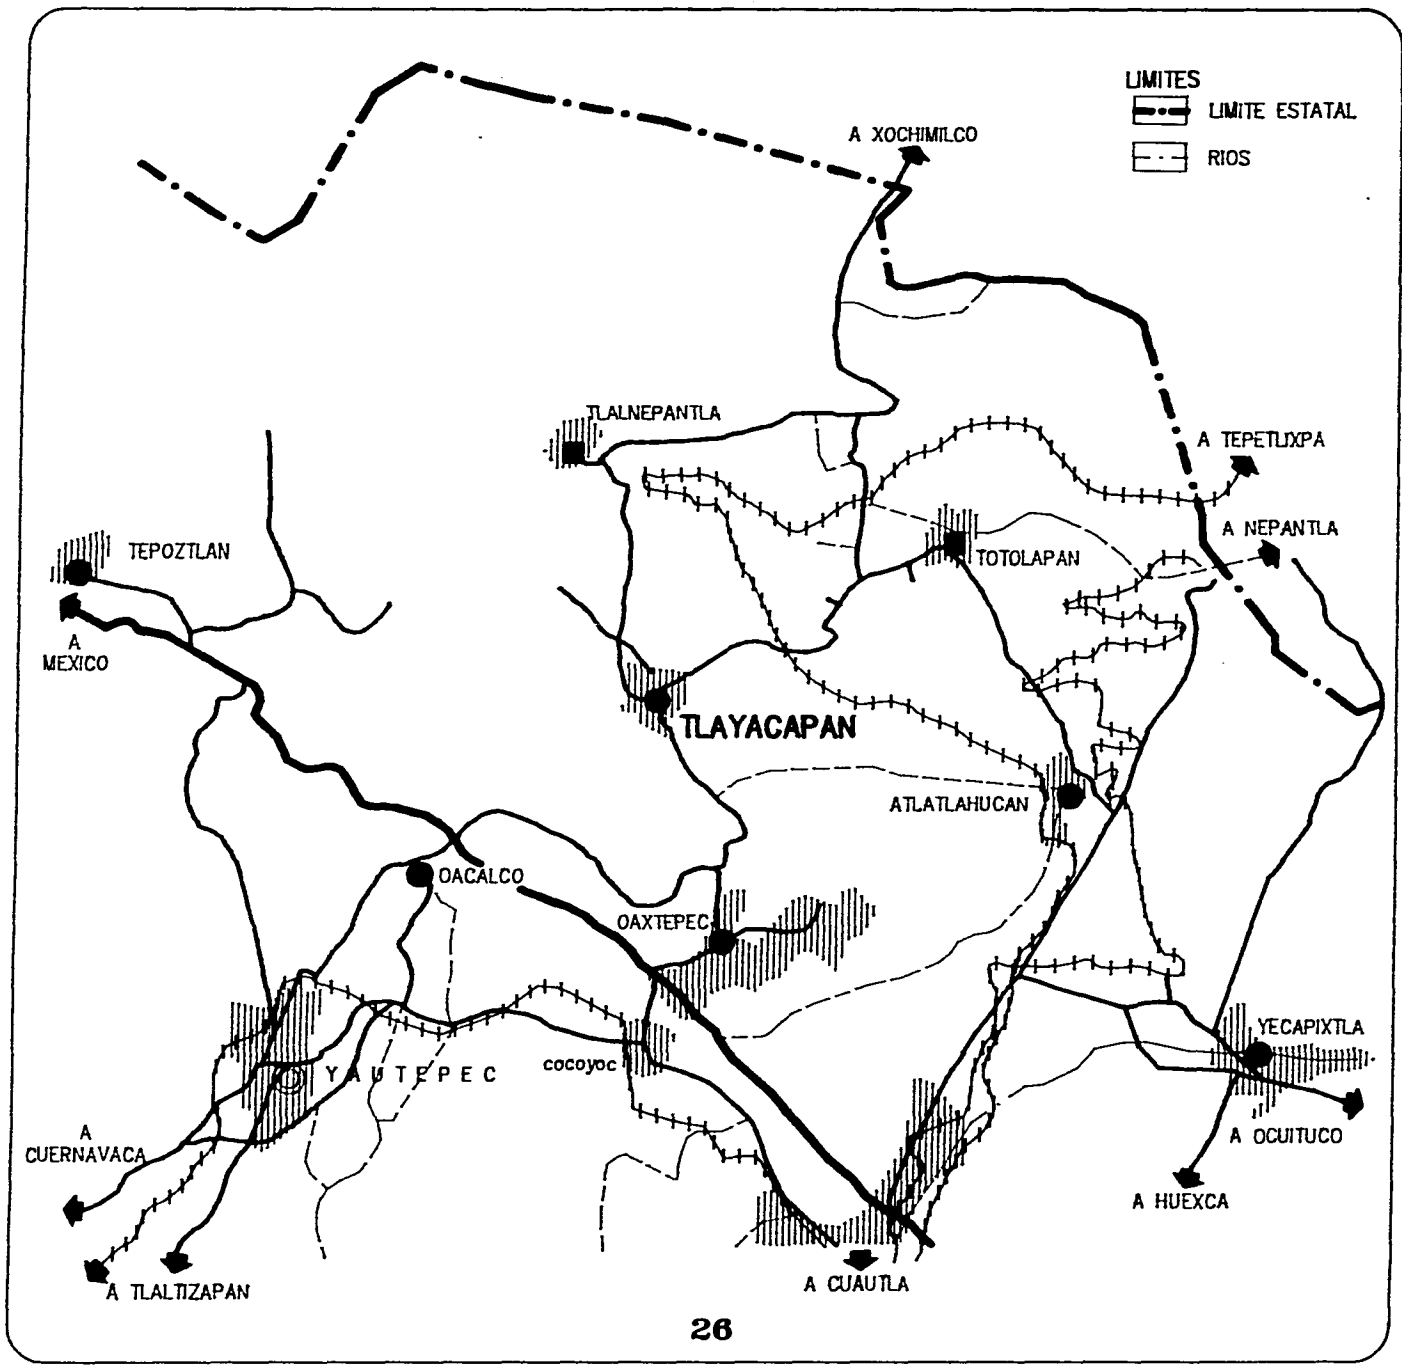 LIMITES
LIMITE ESTATAL
RIOS
A XOCHIMILCO
TLALNEPANTLA
A TEPETLIXPA
A NEPANTLA
TEPOZTLAN
TOTOLAPAN
A
MEXICO
TLAYACAPAN
ATLATLAHUCAN
OACALCO
OAXTEPEC
YECAPIXTLA
cocoyoc
YAUTEPEC
A
CUERNAVACA
A OCUITUCO
A HUEXCA
A TLALTIZAPAN
A CUAUTLA
26